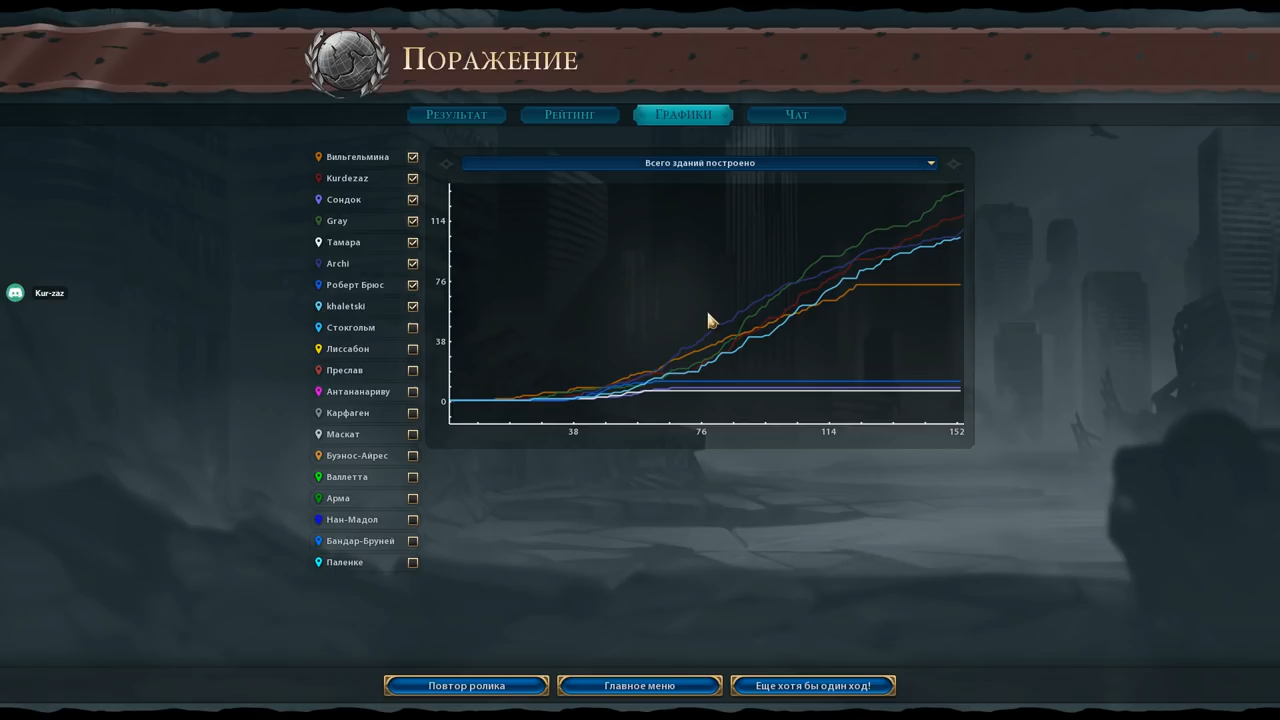 Поражение
Результат
Рейтинг
Графики
Чат
Вильгельмина
Kurdezaz
Сондок
Gray
Тамара
Archi
Роберт Брюс
khaletski
Стокгольм
Лиссабон
Преслав
Антананариву
Карфаген
Маскат
Буэнос-Айрес
Валлетта
Арма
Нан-Мадол
Бандар-Бруней
Паленке
Всего зданий построено
114
76
38
0
38
76
114
152
Kur-zaz
Повтор ролика
Главное меню
Еще хотя бы один ход!